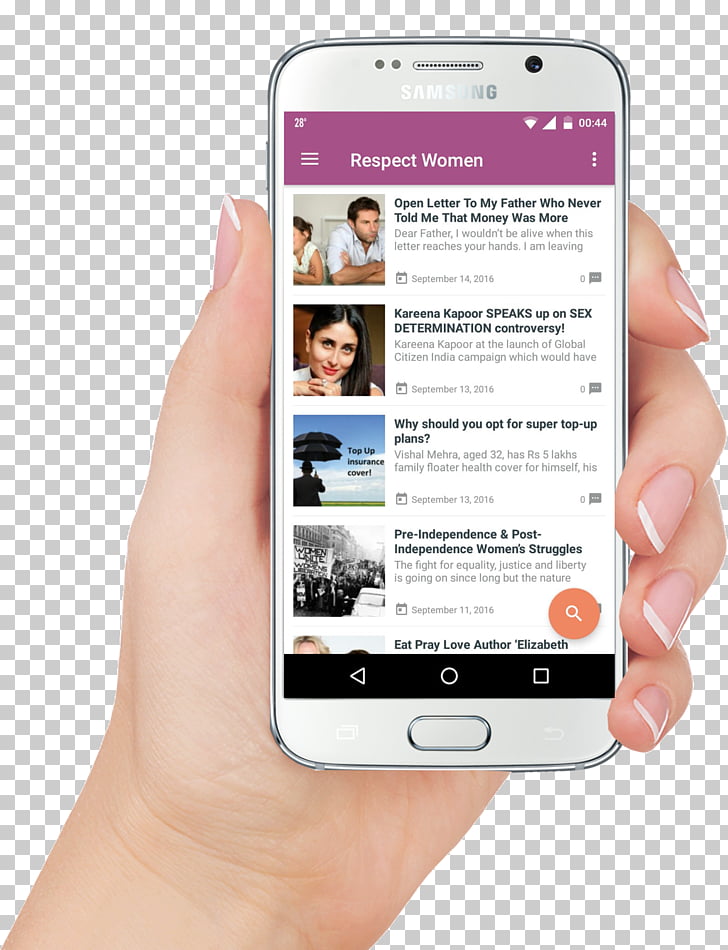 SAMSUNG
28°
00:44
Respect Women
Open Letter To My Father Who Never
Told Me That Money Was More
Dear Father, I wouldn't be alive when this
letter reaches your hands. I am leaving
September 14, 2016
0
Kareena Kapoor SPEAKS up on SEX
DETERMINATION controversy!
Kareena Kapoor at the launch of Global
Citizen India campaign which would have
September 13, 2016
0
Top Up
insurance
cover!
Why should you opt for super top-up
plans?
Vishal Mehra, aged 32, has Rs 5 lakhs
family floater health cover for himself, his
September 13, 2016
0
WOMEN
UNITE
Pre-Independence & Post-
Independence Women's Struggles
The fight for equality, justice and liberty
is going on since long but the nature
September 11, 2016
Eat Pray Love Author 'Elizabeth